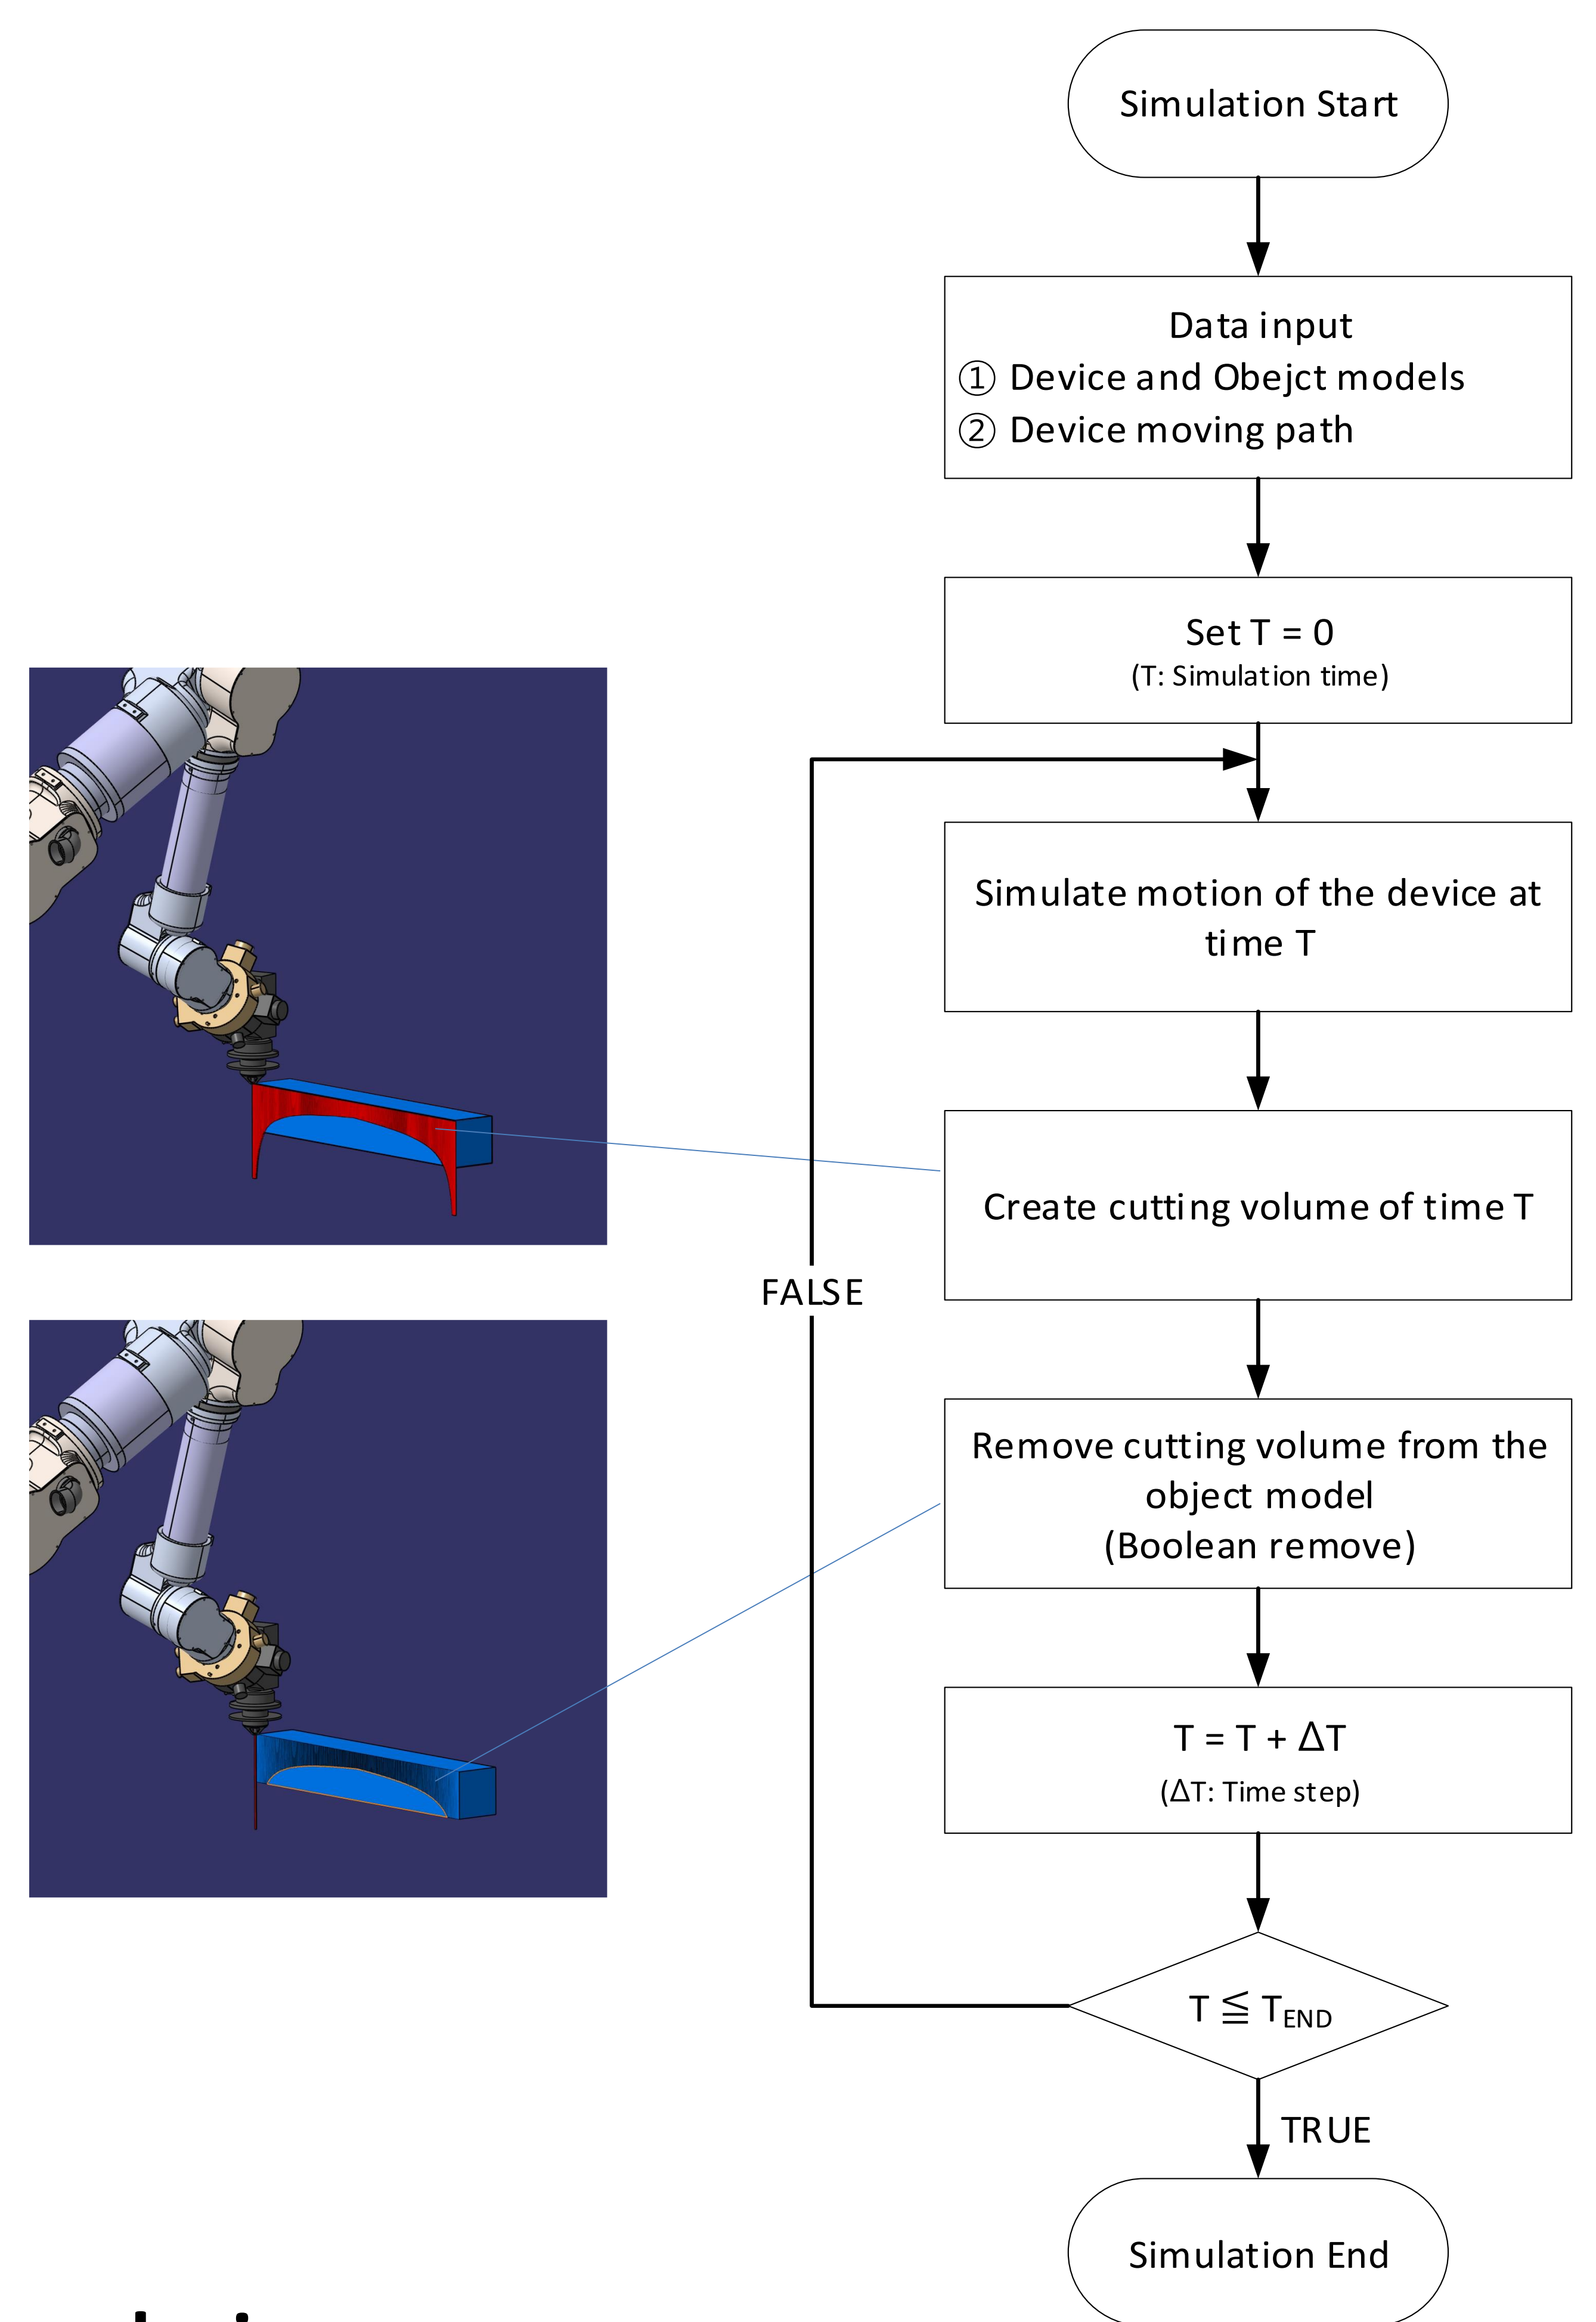 Simulation Start
Data input
① Device and Obejct models
② Device moving path
Set T = 0
(T: Simulation time)
Simulate motion of the device at
time T
Create cutting volume of time T
FALSE
Remove cutting volume from the
object model
(Boolean remove)
T = T + ΔT
(ΔT: Time step)
T ≦ T_END
TRUE
Simulation End